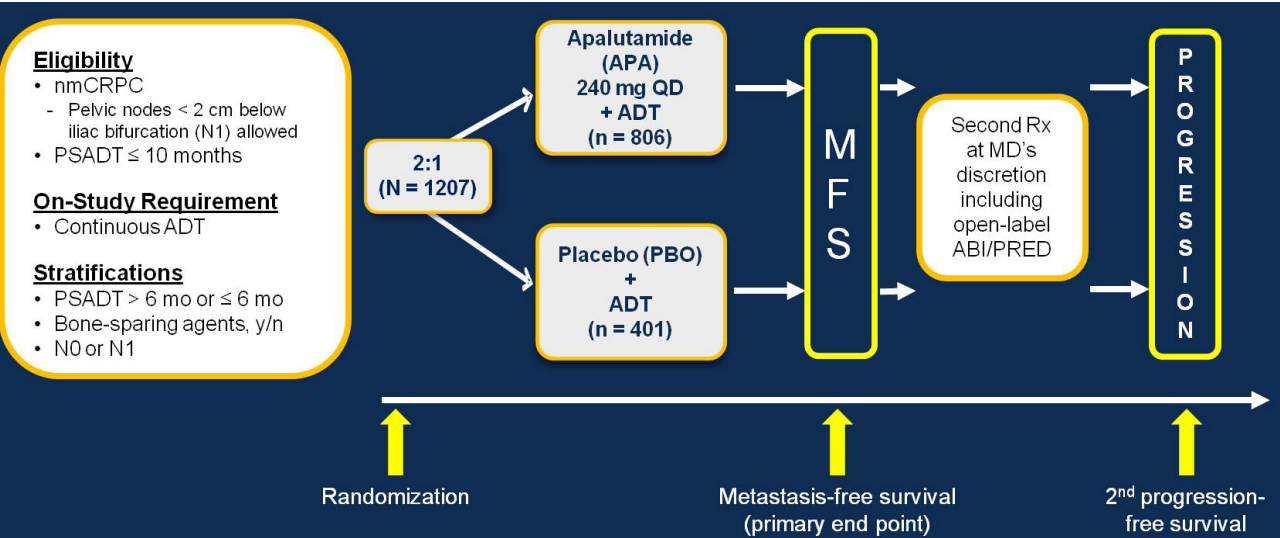 Eligibility
• nmCRPC
- Pelvic nodes < 2 cm below
iliac bifurcation (N1) allowed
• PSADT ≤ 10 months
On-Study Requirement
• Continuous ADT
Stratifications
• PSADT > 6 mo or ≤ 6 mo
• Bone-sparing agents, y/n
• N0 or N1
2:1
(N = 1207)
Apalutamide
(APA)
240 mg QD
+ ADT
(n = 806)
Placebo (PBO)
+
ADT
(n = 401)
M
F
S
Second Rx
at MD's
discretion
including
open-label
ABI/PRED
P
R
O
G
R
E
S
S
I
O
N
Randomization
Metastasis-free survival
(primary end point)
2nd progression-
free survival